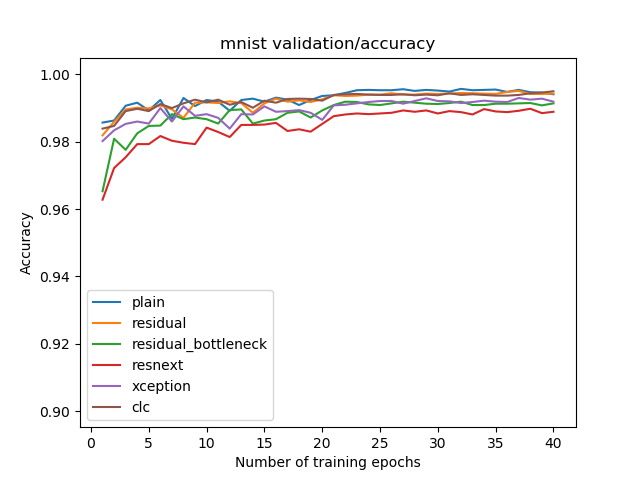 mnist validation/accuracy
Accuracy
1.00
0.98
0.96
0.94
0.92
0.90
plain
residual
residual_bottleneck
resnext
xception
clc
0 5 10 15 20 25 30 35 40
Number of training epochs